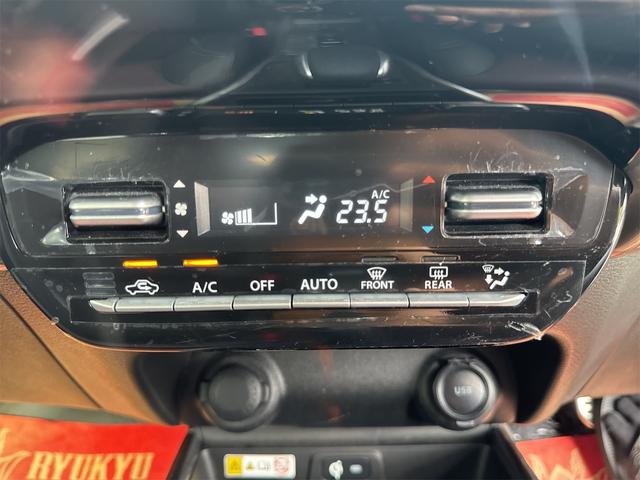 A/C
23.5
A/C OFF AUTO FRONT REAR
USB
RYUKYU